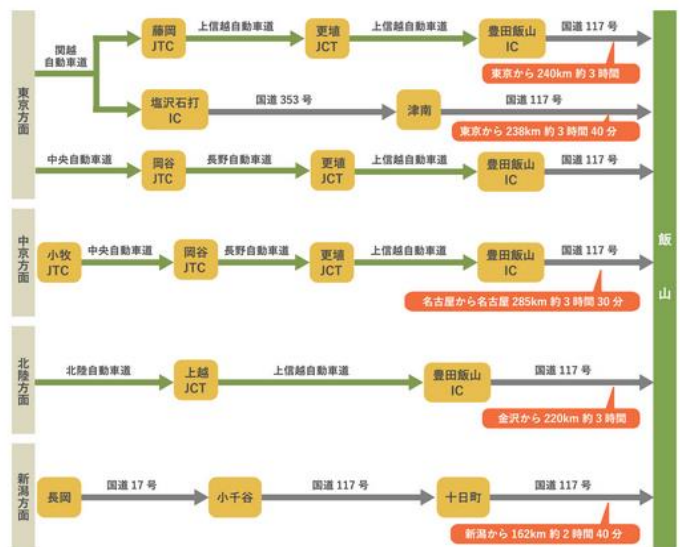 東京方面
関越
自動車道
藤岡
JTC
上信越自動車道
更埴
JCT
上信越自動車道
豊田飯山
IC
国道 117 号
東京から 240km 約 3 時間
塩沢石打
IC
国道 353 号
津南
国道 117 号
東京から 238km 約 3 時間 40 分
中央自動車道
岡谷
JTC
長野自動車道
更埴
JCT
上信越自動車道
豊田飯山
IC
国道 117 号
中京方面
小牧
JTC
中央自動車道
岡谷
JTC
長野自動車道
更埴
JCT
上信越自動車道
豊田飯山
IC
国道 117 号
名古屋から名古屋 285km 約 3 時間 30 分
北陸方面
北陸自動車道
上越
JCT
上信越自動車道
豊田飯山
IC
国道 117 号
金沢から 220km 約 3 時間
新潟方面
長岡
国道 17 号
小千谷
国道 117 号
十日町
国道 117 号
新潟から 162km 約 2 時間 40 分
飯山